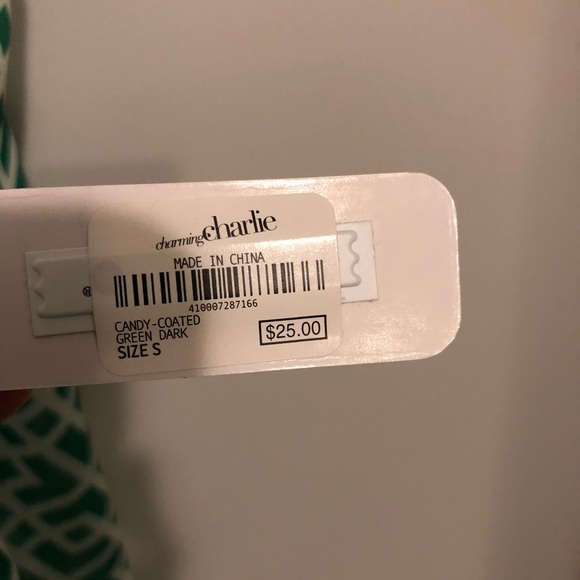 charming charlie
MADE IN CHINA
410007287166
CANDY-COATED
GREEN DARK
SIZE S
$25.00